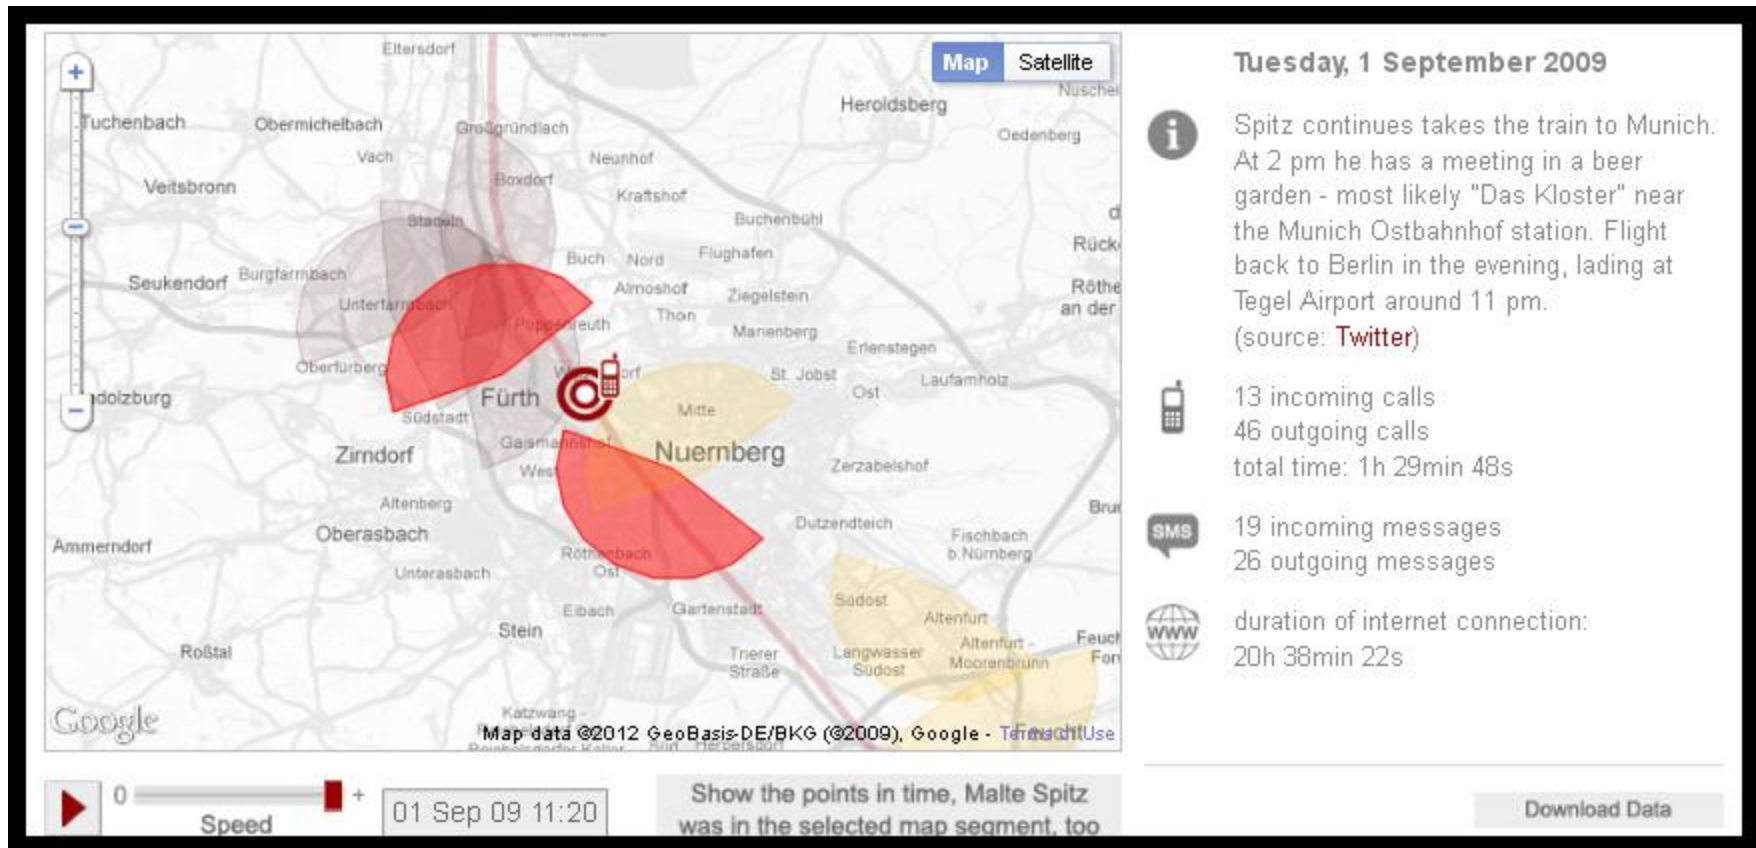 Eltersdorf
Map
Satellite
Heroldsberg
Tuchenbach
Obermichelbach
Großgründlach
Oedenberg
Vach
Neunhof
Veitsbronn
Boxdorf
Kraftshof
Stadeln
Buchenbühl
Buch
Nord
Flughafen
Seukendorf
Burgfarrnbach
Almoshof
Ziegelstein
Röthe
an der
Unterfarrnbach
Poppenreuth
Thon
Marienberg
Erlenstegen
Oberfürberg
St. Jobst
Laufamholz
Ost
Fürth
Mitte
Südstadt
Gaismannshof
Zirndorf
West
Nuernberg
Zerzabelshof
Altenberg
Oberasbach
Dutzendteich
Fischbach
b.Nürnberg
Ammerndorf
Röthenbach
Ost
Unterasbach
Südost
Eibach
Gartenstadt
Altenfurt
Stein
Roßtal
Trierer
Straße
Langwasser
Südost
Altenfurt -
Moorenbrunn
Google
Katzwang -
Map data ©2012 GeoBasis-DE/BKG (©2009), Google - Terms of Use
0
+
Speed
01 Sep 09 11:20
Show the points in time, Malte Spitz
was in the selected map segment, too
Tuesday, 1 September 2009
i
Spitz continues takes the train to Munich.
At 2 pm he has a meeting in a beer
garden - most likely "Das Kloster" near
the Munich Ostbahnhof station. Flight
back to Berlin in the evening, lading at
Tegel Airport around 11 pm.
(source: Twitter)
13 incoming calls
46 outgoing calls
total time: 1h 29min 48s
SMS
19 incoming messages
26 outgoing messages
www
duration of internet connection:
20h 38min 22s
Download Data